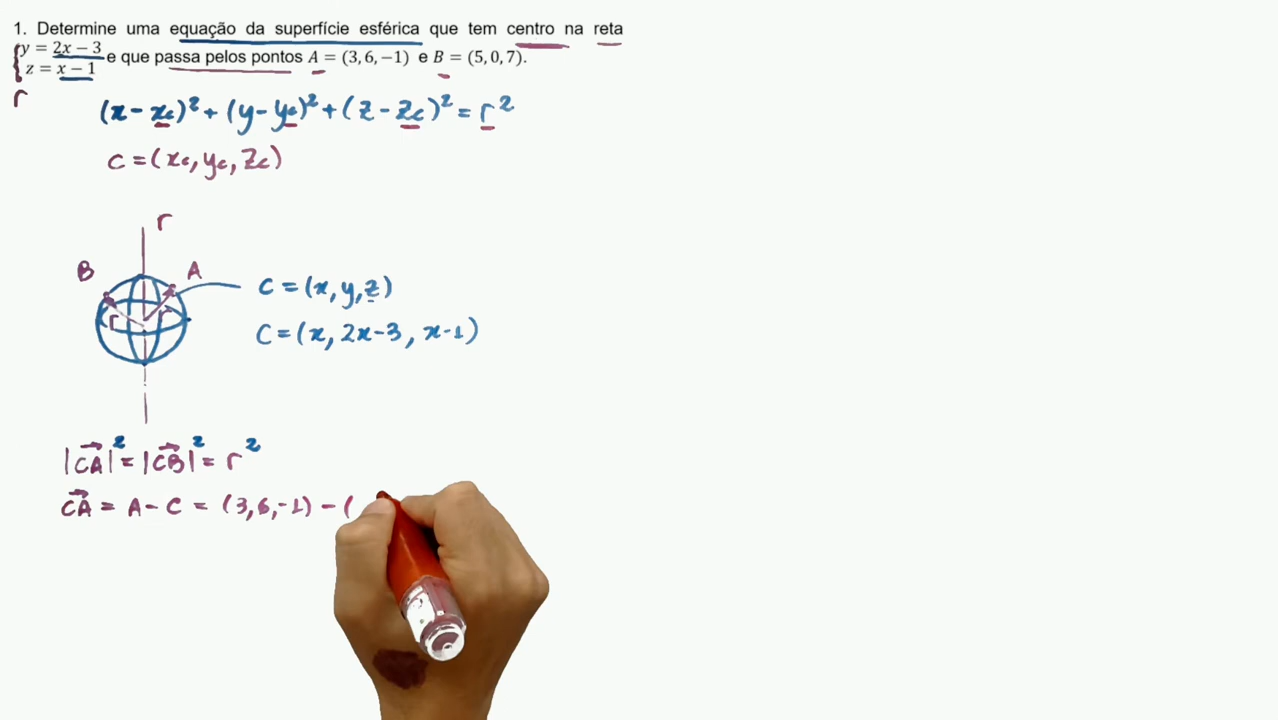 1. Determine uma equação da superfície esférica que tem centro na reta
{y = 2x − 3
z = x − 1 e que passa pelos pontos A = (3, 6, −1) e B = (5, 0, 7).
r
(x - xc)² + (y - yc)² + (z - zc)² = r²
C = (xc, yc, zc)
r
B A
C = (x, y, z)
r r
C = (x, 2x-3, x-1)
|CA|² = |CB|² = r²
CA = A - C = (3,6,-1) - (